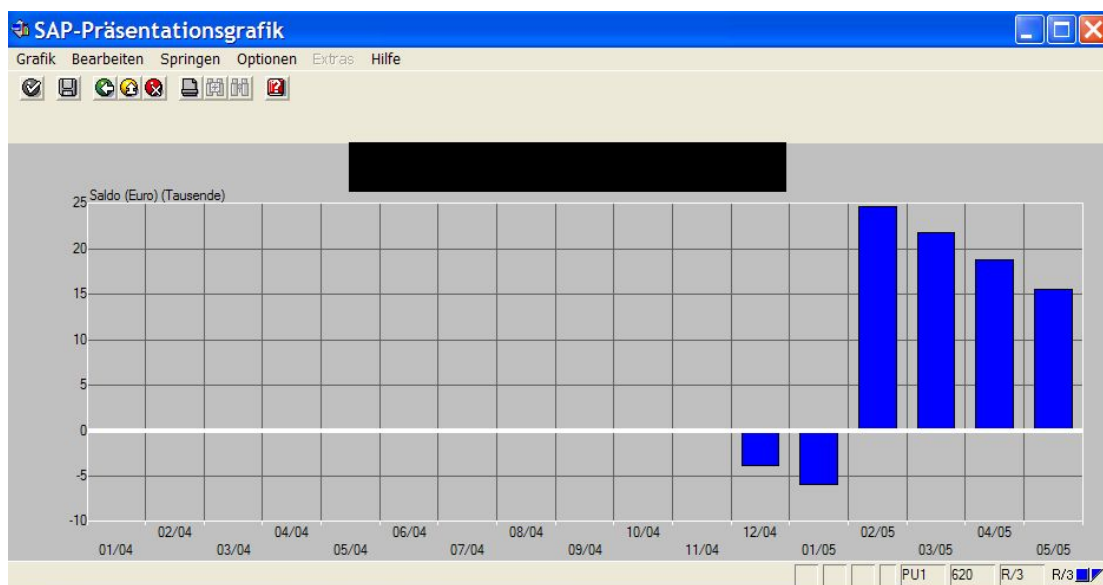 SAP-Präsentationsgrafik
Grafik Bearbeiten Springen Optionen Extras Hilfe
Saldo (Euro) (Tausende)
25
20
15
10
5
0
-5
-10
02/04 04/04 06/04 08/04 10/04 12/04 02/05 04/05
01/04 03/04 05/04 07/04 09/04 11/04 01/05 03/05 05/05
PU1 620 R/3 R/3